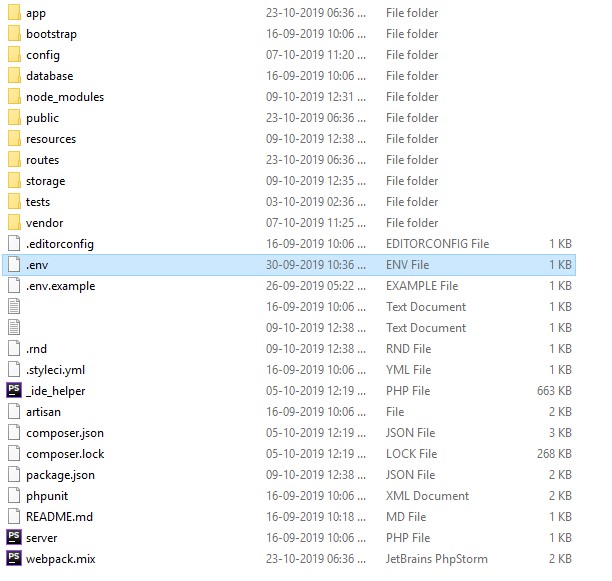 app 23-10-2019 06:36 ... File folder
bootstrap 16-09-2019 10:06 ... File folder
config 07-10-2019 11:20 ... File folder
database 16-09-2019 10:06 ... File folder
node_modules 09-10-2019 12:31 ... File folder
public 23-10-2019 06:36 ... File folder
resources 09-10-2019 12:38 ... File folder
routes 23-10-2019 06:36 ... File folder
storage 09-10-2019 12:35 ... File folder
tests 03-10-2019 02:36 ... File folder
vendor 07-10-2019 11:25 ... File folder
.editorconfig 16-09-2019 10:06 ... EDITORCONFIG File 1 KB
.env 30-09-2019 10:36 ... ENV File 1 KB
.env.example 26-09-2019 05:22 ... EXAMPLE File 1 KB
16-09-2019 10:06 ... Text Document 1 KB
09-10-2019 12:38 ... Text Document 1 KB
.rnd 09-10-2019 12:38 ... RND File 1 KB
.styleci.yml 16-09-2019 10:06 ... YML File 1 KB
PS _ide_helper 05-10-2019 12:19 ... PHP File 663 KB
artisan 16-09-2019 10:06 ... File 2 KB
composer.json 05-10-2019 12:19 ... JSON File 3 KB
composer.lock 05-10-2019 12:19 ... LOCK File 268 KB
package.json 09-10-2019 12:38 ... JSON File 2 KB
phpunit 16-09-2019 10:06 ... XML Document 2 KB
README.md 16-09-2019 10:18 ... MD File 1 KB
PS server 16-09-2019 10:06 ... PHP File 1 KB
PS webpack.mix 23-10-2019 06:36 ... JetBrains PhpStorm 2 KB